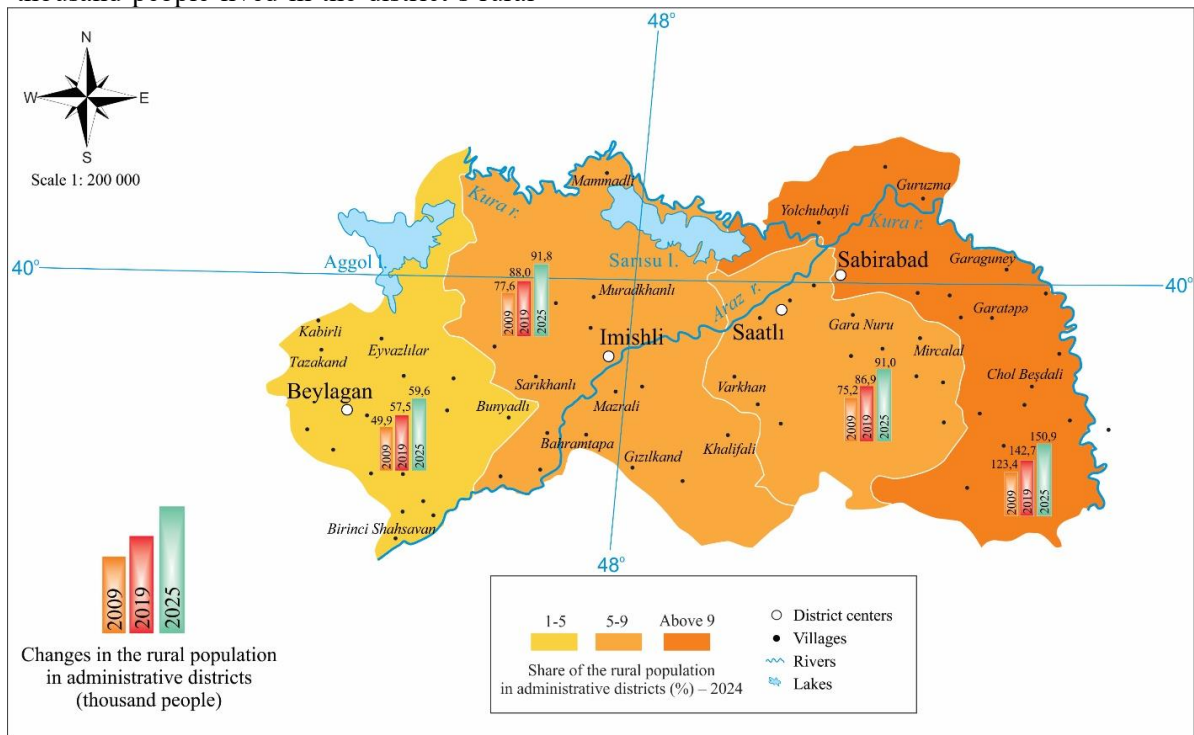 thousand people lived in the district's rural
N
W
E
S
Scale 1: 200 000
48°
40°
40°
48°
Mammadlı
Kura r.
Guruzma
Yolchubayli
Kura r.
Aggol l.
Sarısu l.
Sabirabad
Garaguney
91,8
88,0
77,6
2009
2019
2025
Muradkhanlı
Araz r.
Garatəpə
Kabirli
Tazakand
Eyvazlılar
Imishli
Saatlı
Gara Nuru
Mircalal
Beylagan
59,6
57,5
49,9
2009
2019
2025
Sarıkhanlı
Bunyadlı
Mazrali
Varkhan
91,0
86,9
75,2
2009
2019
2025
Chol Beşdali
Bahramtapa
Gızılkand
Khalifali
150,9
142,7
123,4
2009
2019
2025
Birinci Shahsavan
2009
2019
2025
Changes in the rural population
in administrative districts
(thousand people)
1-5
5-9
Above 9
Share of the rural population
in administrative districts (%) – 2024
District centers
Villages
Rivers
Lakes